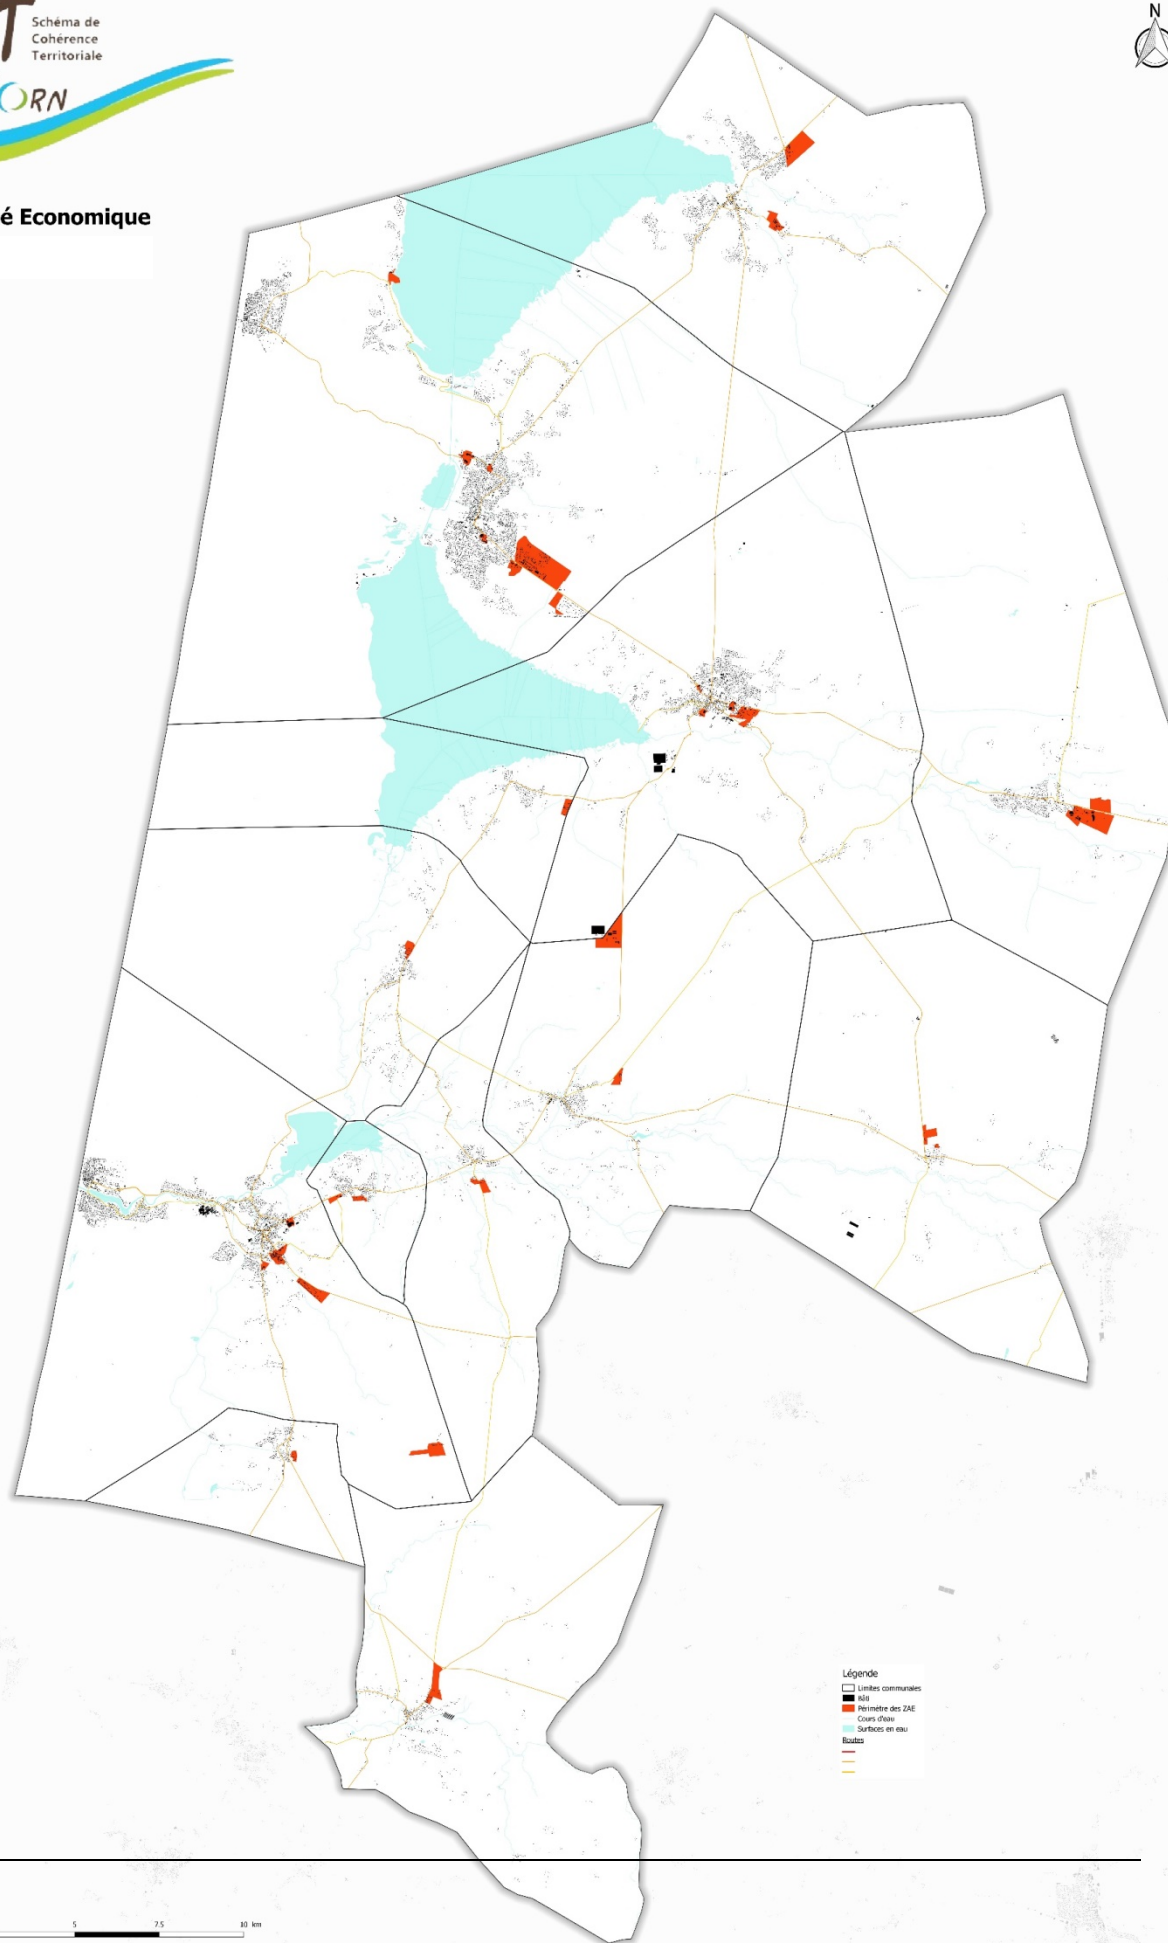 T
Schéma de
Cohérence
Territoriale
ORN
é Economique
N
Légende
Limites communales
Bâti
Périmètre des ZAE
Cours d'eau
Surfaces en eau
Routes
5 7.5 10 km